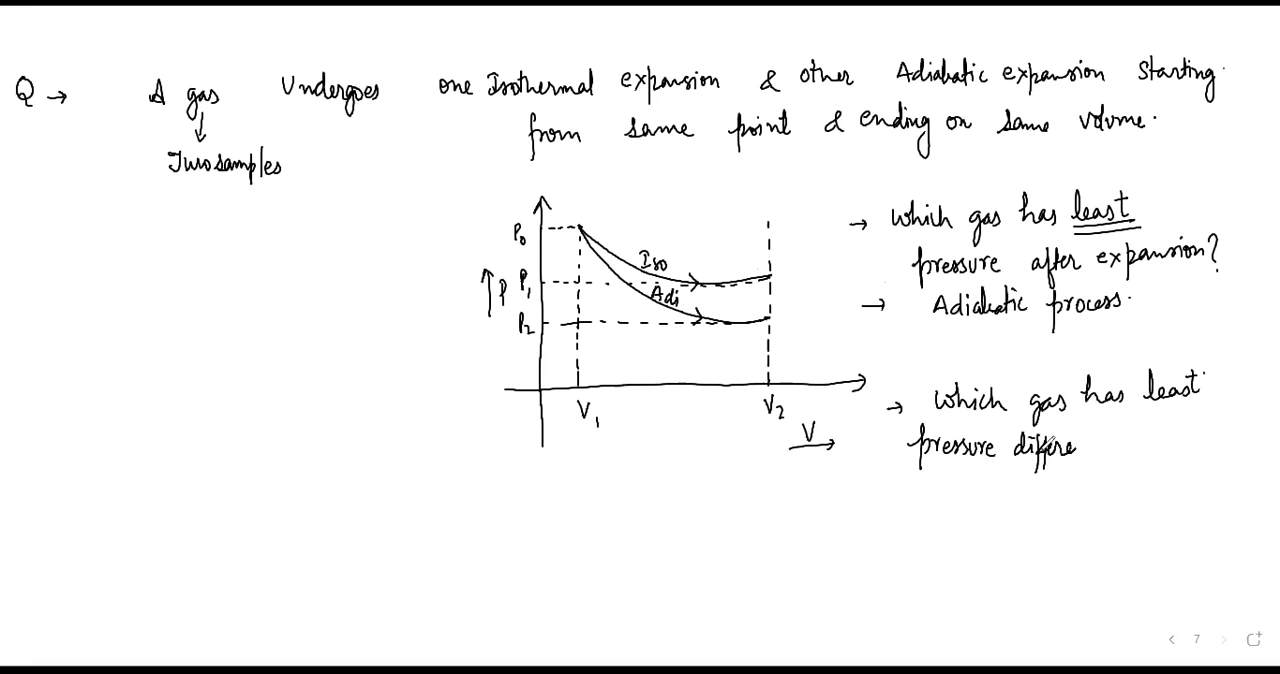 Q → A gas Undergoes one Isothermal expansion & other Adiabatic expansion Starting
from same point & ending on same volume.
Two samples
P₀
P₁
P₂
↑ P
Iso
Adi
V₁
V₂
V
→ Which gas has least
pressure after expansion?
→ Adiabatic process.
→ Which gas has least
pressure differe
< 7 >